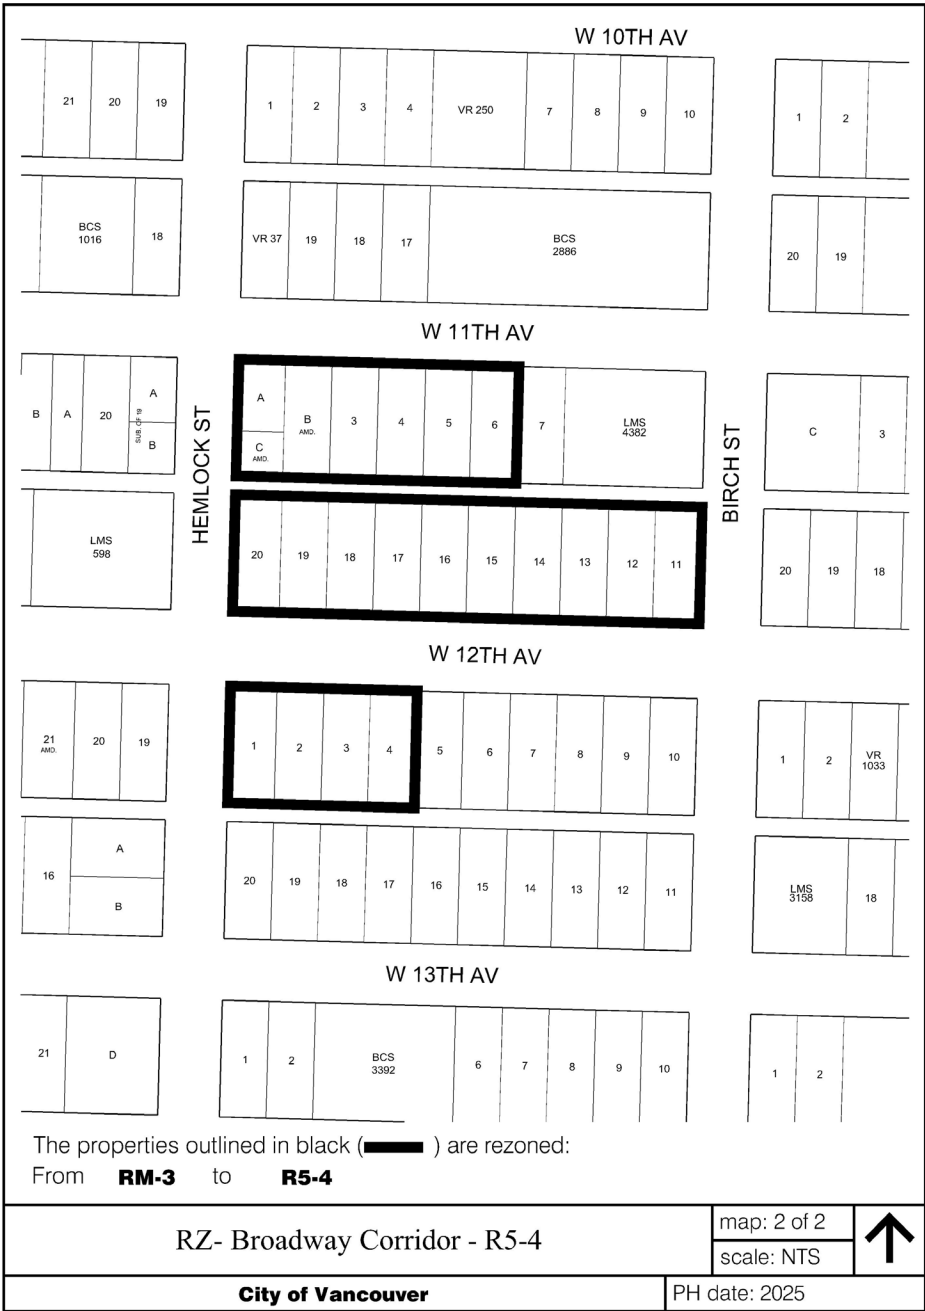 W 10TH AV
21 20 19 1 2 3 4 VR 250 7 8 9 10 1 2
BCS
1016
18 VR 37 19 18 17
BCS
2886
20 19
W 11TH AV
HEMLOCK ST
BIRCH ST
B A 20
A
SUB. OF 19
B
A
C
AMD.
B
AMD.
3 4 5 6 7
LMS
4382
C 3
LMS
598
20 19 18 17 16 15 14 13 12 11 20 19 18
W 12TH AV
21
AMD.
20 19 1 2 3 4 5 6 7 8 9 10 1 2
VR
1033
16
A
B
20 19 18 17 16 15 14 13 12 11
LMS
3158
18
W 13TH AV
21 D 1 2
BCS
3392
6 7 8 9 10 1 2
The properties outlined in black ( ) are rezoned:
From RM-3 to R5-4
RZ- Broadway Corridor - R5-4
map: 2 of 2
scale: NTS
City of Vancouver
PH date: 2025